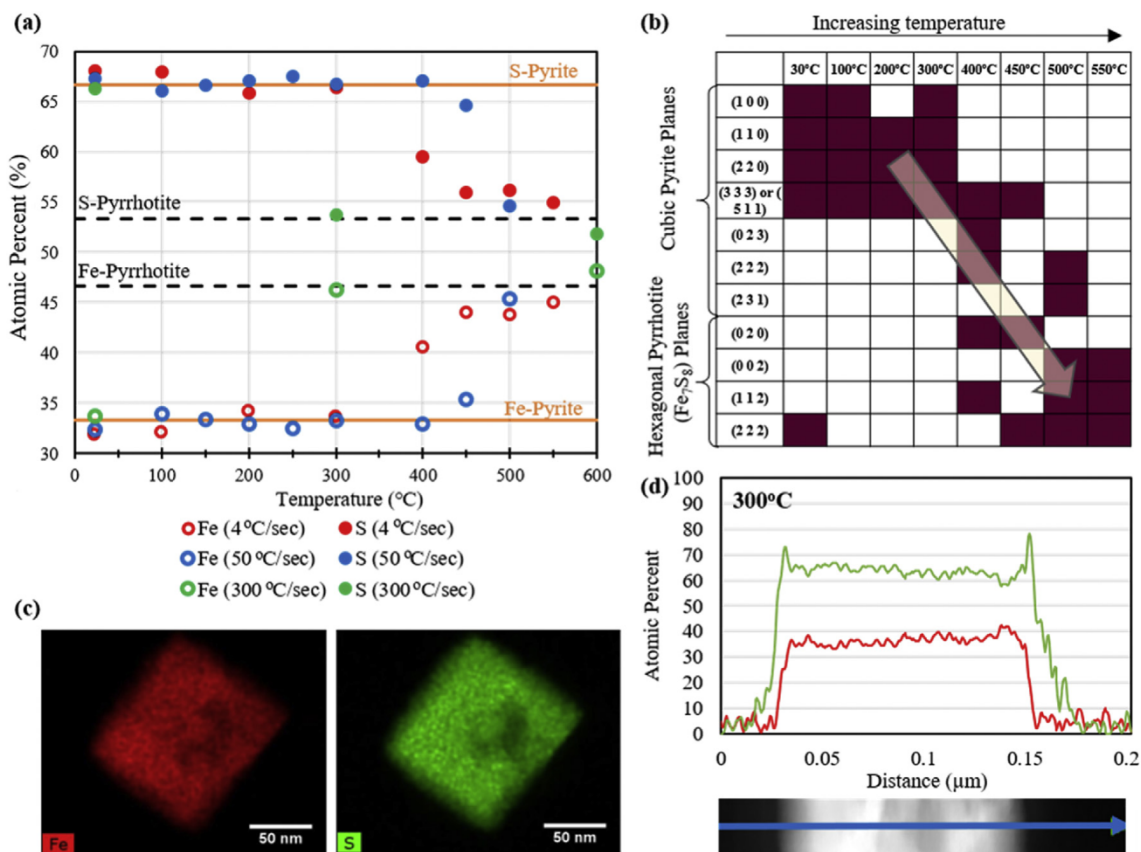 (a)
70
65
60
55
50
45
40
35
30
Atomic Percent (%)
S-Pyrite
S-Pyrrhotite
Fe-Pyrrhotite
Fe-Pyrite
0 100 200 300 400 500 600
Temperature (°C)
Fe (4 °C/sec) S (4 °C/sec)
Fe (50 °C/sec) S (50 °C/sec)
Fe (300 °C/sec) S (300 °C/sec)
(b)
Increasing temperature
30°C 100°C 200°C 300°C 400°C 450°C 500°C 550°C
Cubic Pyrite Planes
(1 0 0)
(1 1 0)
(2 2 0)
(3 3 3) or (
5 1 1)
(0 2 3)
(2 2 2)
(2 3 1)
Hexagonal Pyrrhotite
(Fe₇S₈) Planes
(0 2 0)
(0 0 2)
(1 1 2)
(2 2 2)
(c)
Fe
50 nm
S
50 nm
(d)
300°C
100
90
80
70
60
50
40
30
20
10
0
Atomic Percent
0 0.05 0.1 0.15 0.2
Distance (µm)